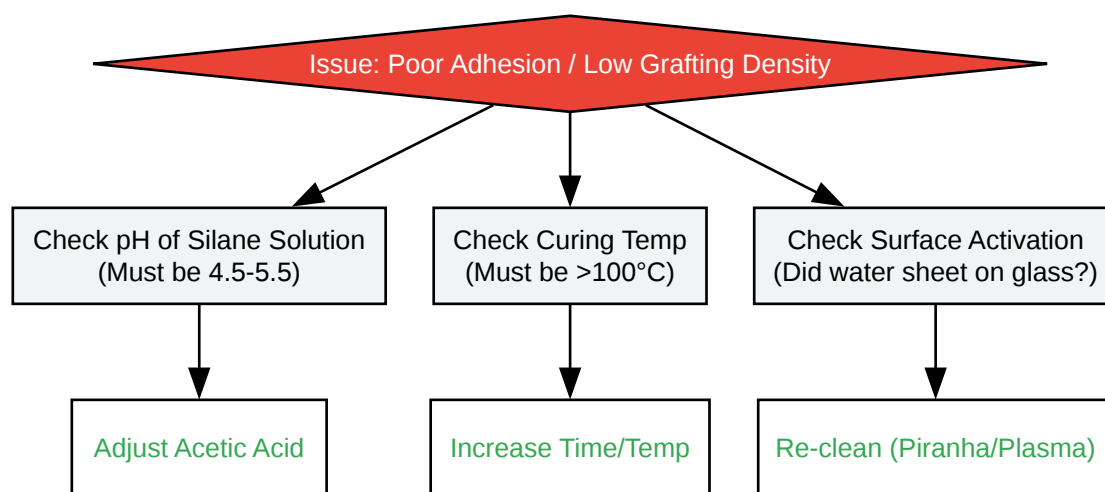 Issue: Poor Adhesion / Low Grafting Density
Check pH of Silane Solution
(Must be 4.5-5.5)
Check Curing Temp
(Must be >100°C)
Check Surface Activation
(Did water sheet on glass?)
Adjust Acetic Acid
Increase Time/Temp
Re-clean (Piranha/Plasma)